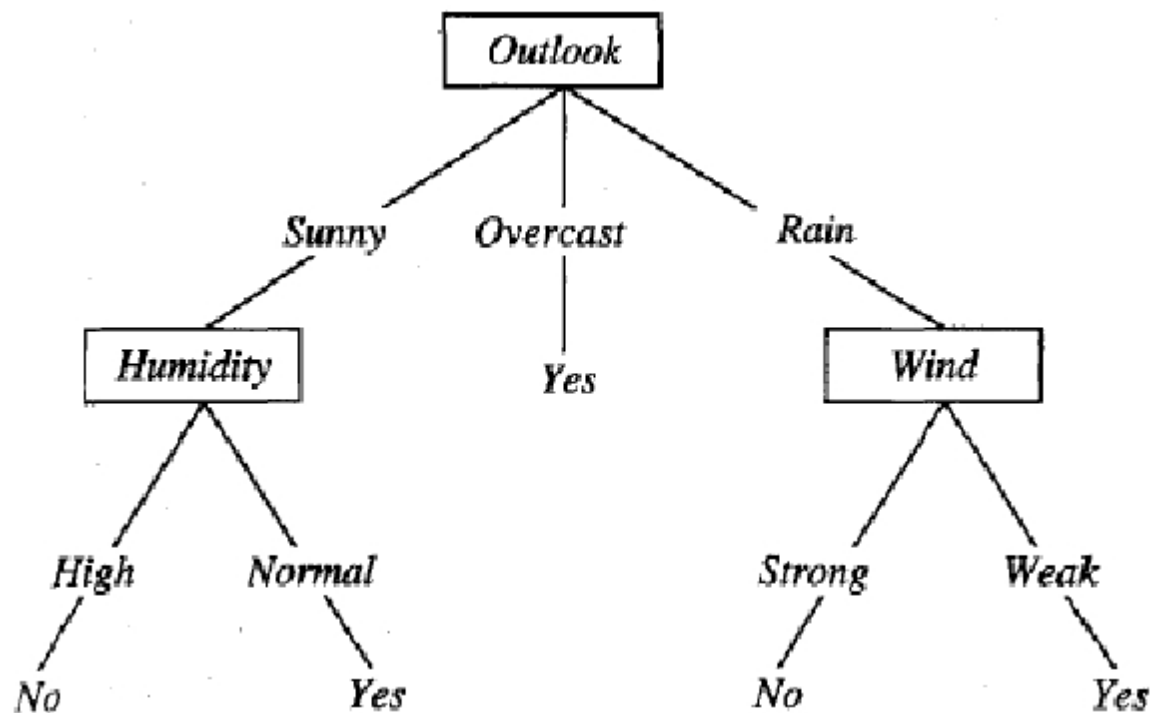 Outlook
Sunny Overcast Rain
Humidity Yes Wind
High Normal Strong Weak
No Yes No Yes